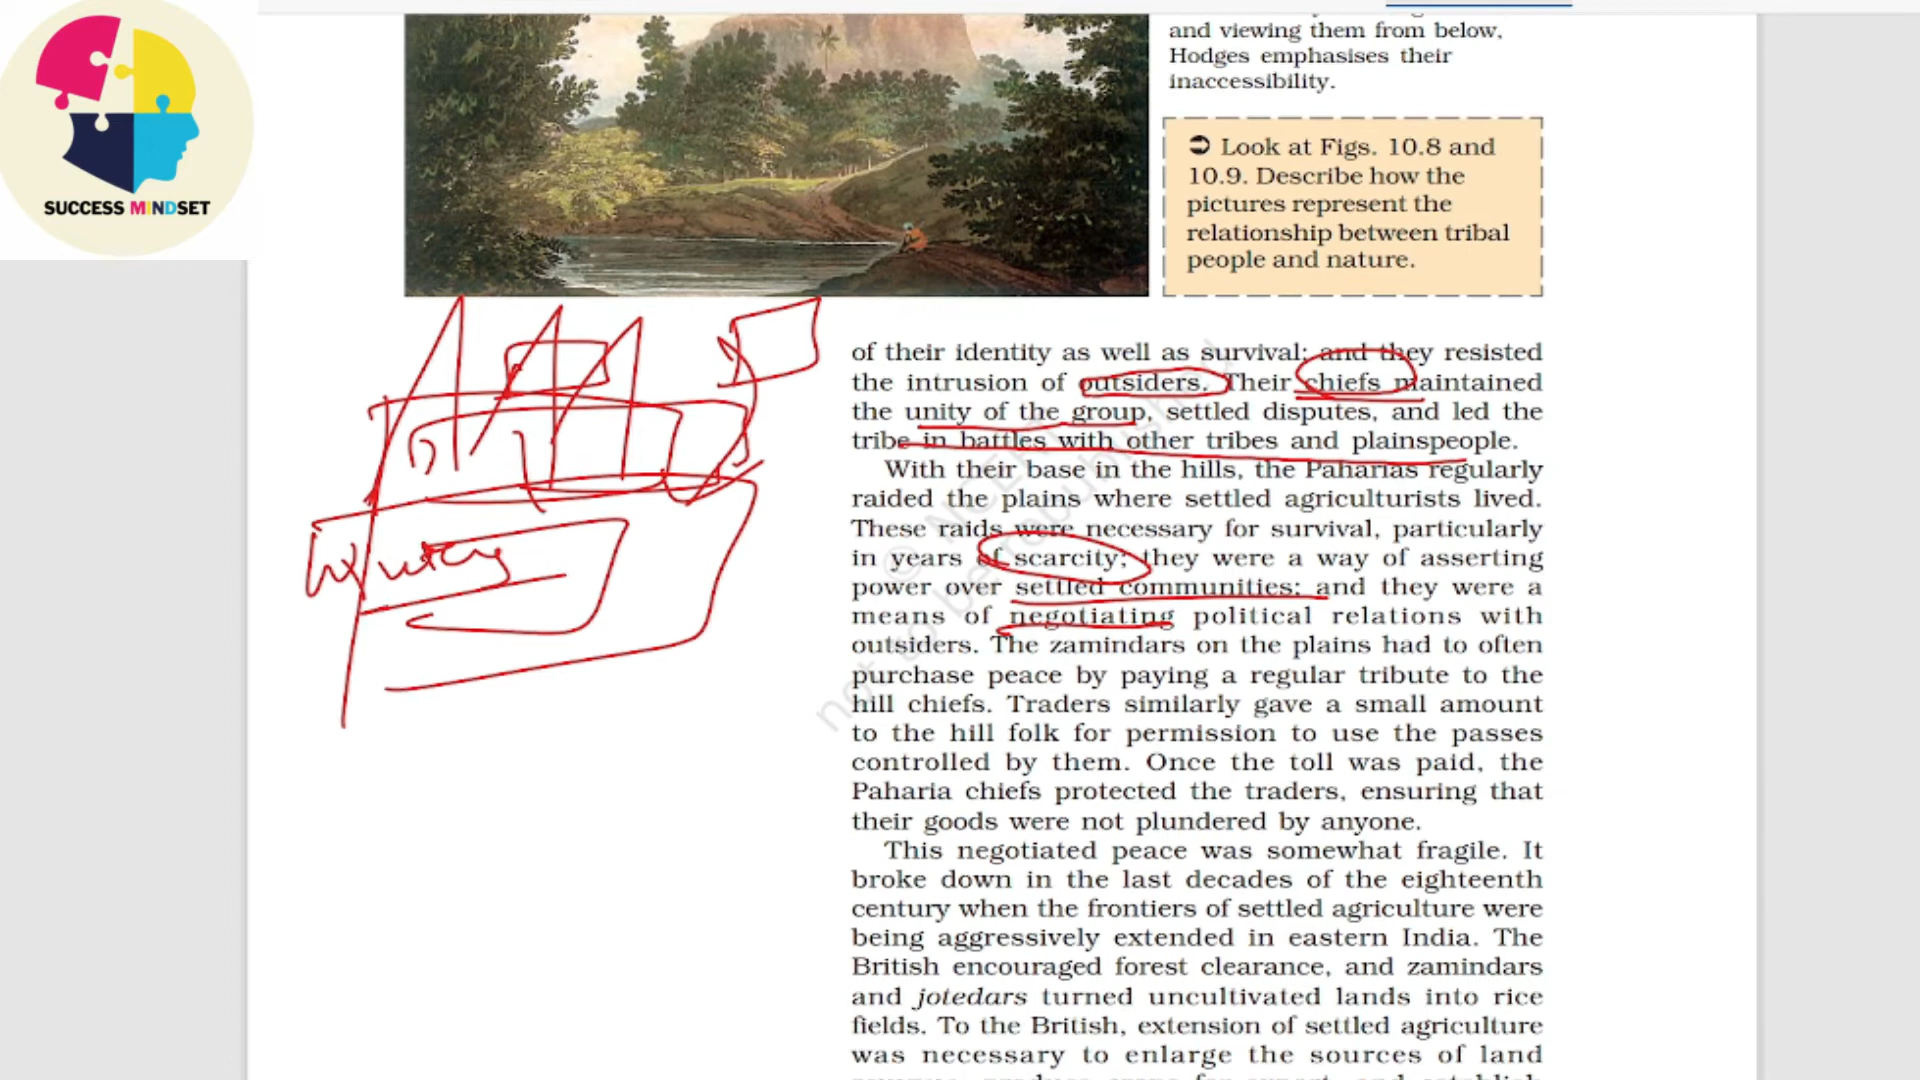 SUCCESS MINDSET
and viewing them from below,
Hodges emphasises their
inaccessibility.
➲ Look at Figs. 10.8 and
10.9. Describe how the
pictures represent the
relationship between tribal
people and nature.
of their identity as well as survival; and they resisted
the intrusion of outsiders. Their chiefs maintained
the unity of the group, settled disputes, and led the
tribe in battles with other tribes and plainspeople.
With their base in the hills, the Paharias regularly
raided the plains where settled agriculturists lived.
These raids were necessary for survival, particularly
in years of scarcity; they were a way of asserting
power over settled communities; and they were a
means of negotiating political relations with
outsiders. The zamindars on the plains had to often
purchase peace by paying a regular tribute to the
hill chiefs. Traders similarly gave a small amount
to the hill folk for permission to use the passes
controlled by them. Once the toll was paid, the
Paharia chiefs protected the traders, ensuring that
their goods were not plundered by anyone.
This negotiated peace was somewhat fragile. It
broke down in the last decades of the eighteenth
century when the frontiers of settled agriculture were
being aggressively extended in eastern India. The
British encouraged forest clearance, and zamindars
and jotedars turned uncultivated lands into rice
fields. To the British, extension of settled agriculture
was necessary to enlarge the sources of land
© NCERT
not to be republished